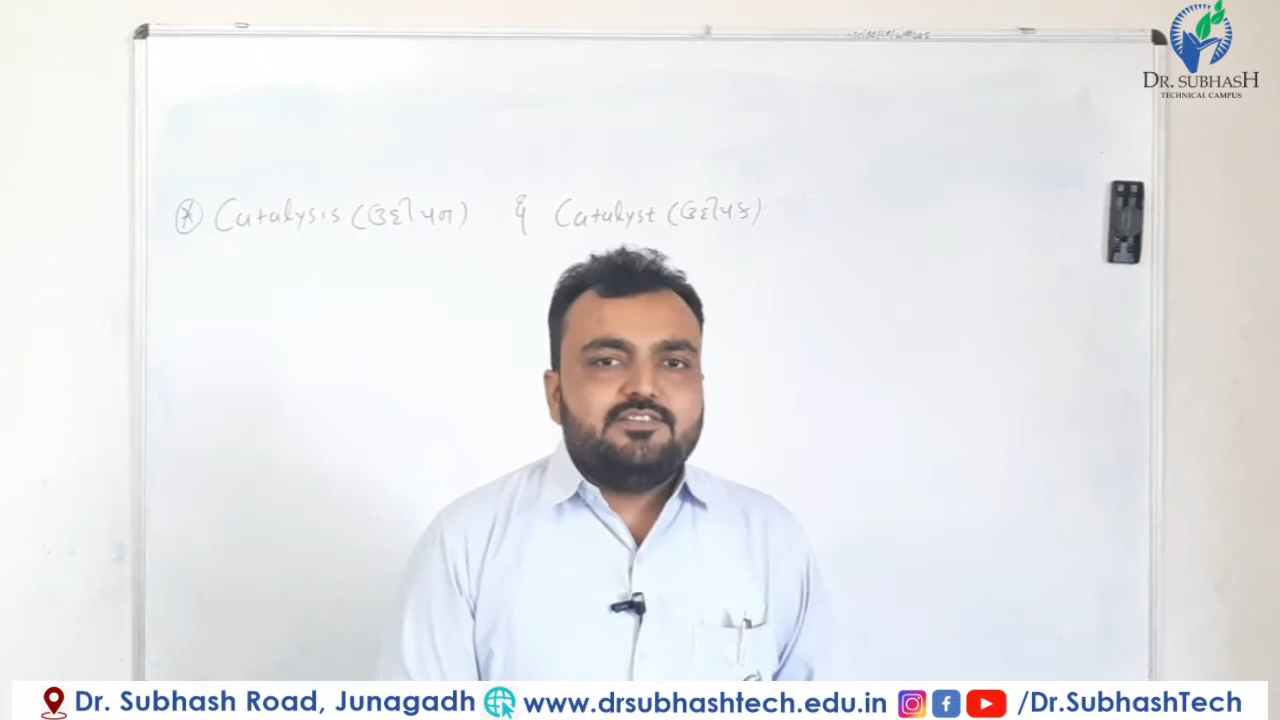 DR. SUBHASH
TECHNICAL CAMPUS
* Catalysis (ઉદ્દીપન) & Catalyst (ઉદ્દીપક)
Dr. Subhash Road, Junagadh www.drsubhashtech.edu.in /Dr.SubhashTech